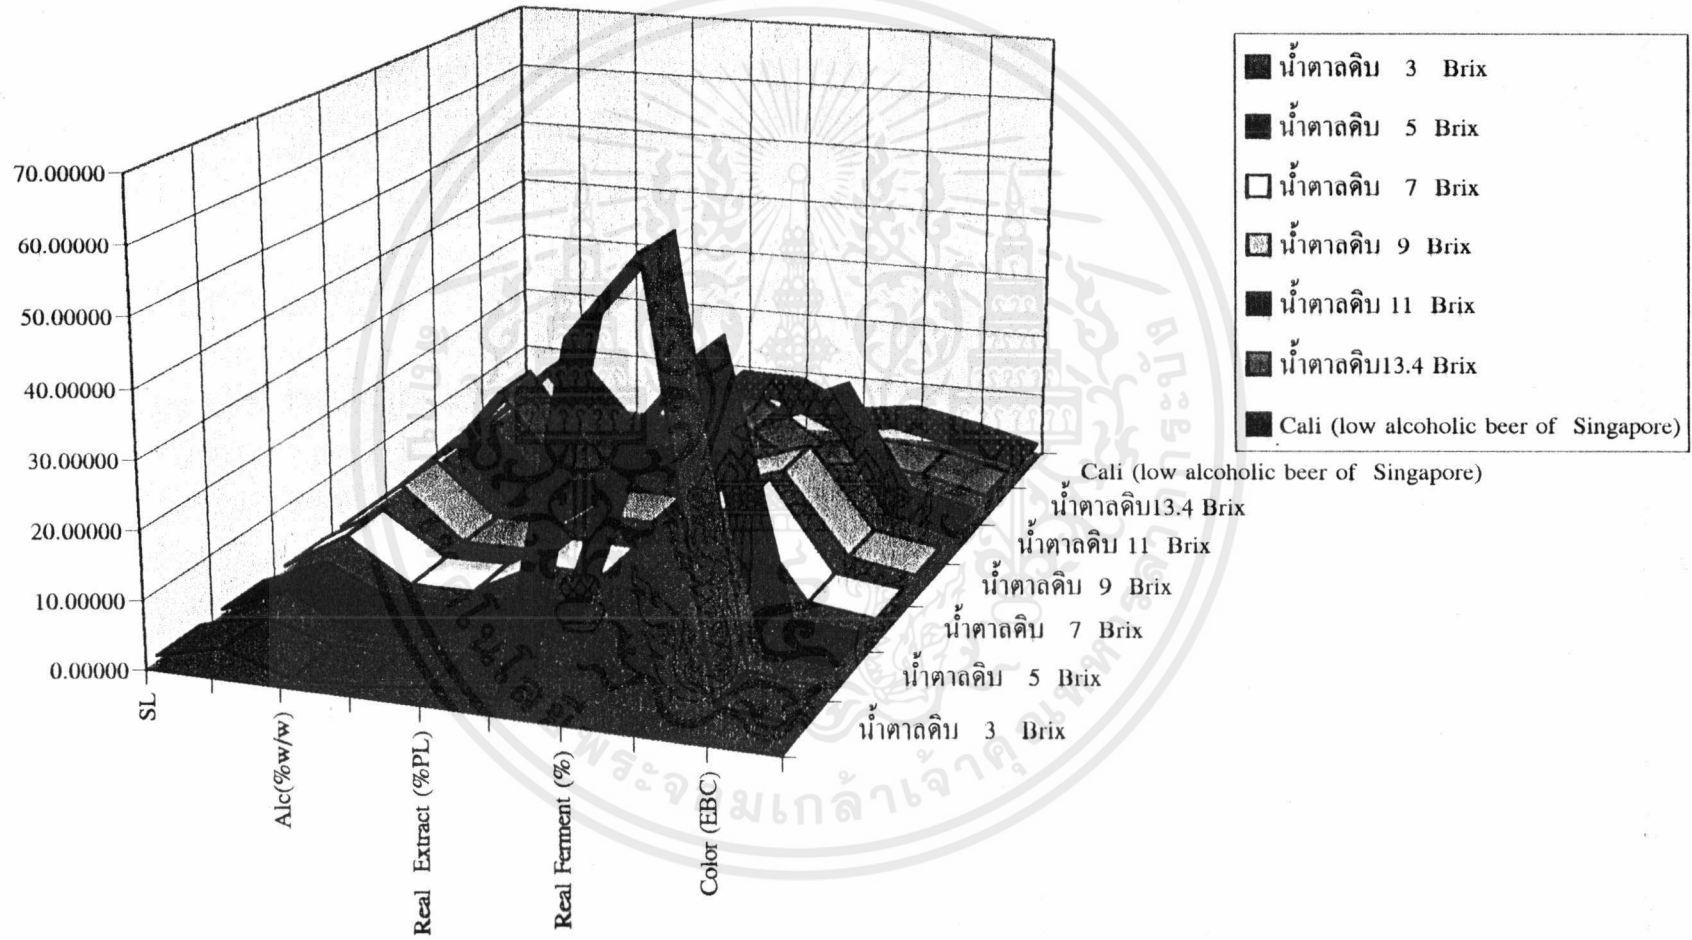 70.00000
60.00000
50.00000
40.00000
30.00000
20.00000
10.00000
0.00000
SL
Alc(%w/w)
Real Extract (%PL)
Real Ferment (%)
Color (EBC)
Cali (low alcoholic beer of Singapore)
น้ำตาลดิบ13.4 Brix
น้ำตาลดิบ 11 Brix
น้ำตาลดิบ 9 Brix
น้ำตาลดิบ 7 Brix
น้ำตาลดิบ 5 Brix
น้ำตาลดิบ 3 Brix
น้ำตาลดิบ 3 Brix
น้ำตาลดิบ 5 Brix
น้ำตาลดิบ 7 Brix
น้ำตาลดิบ 9 Brix
น้ำตาลดิบ 11 Brix
น้ำตาลดิบ13.4 Brix
Cali (low alcoholic beer of Singapore)